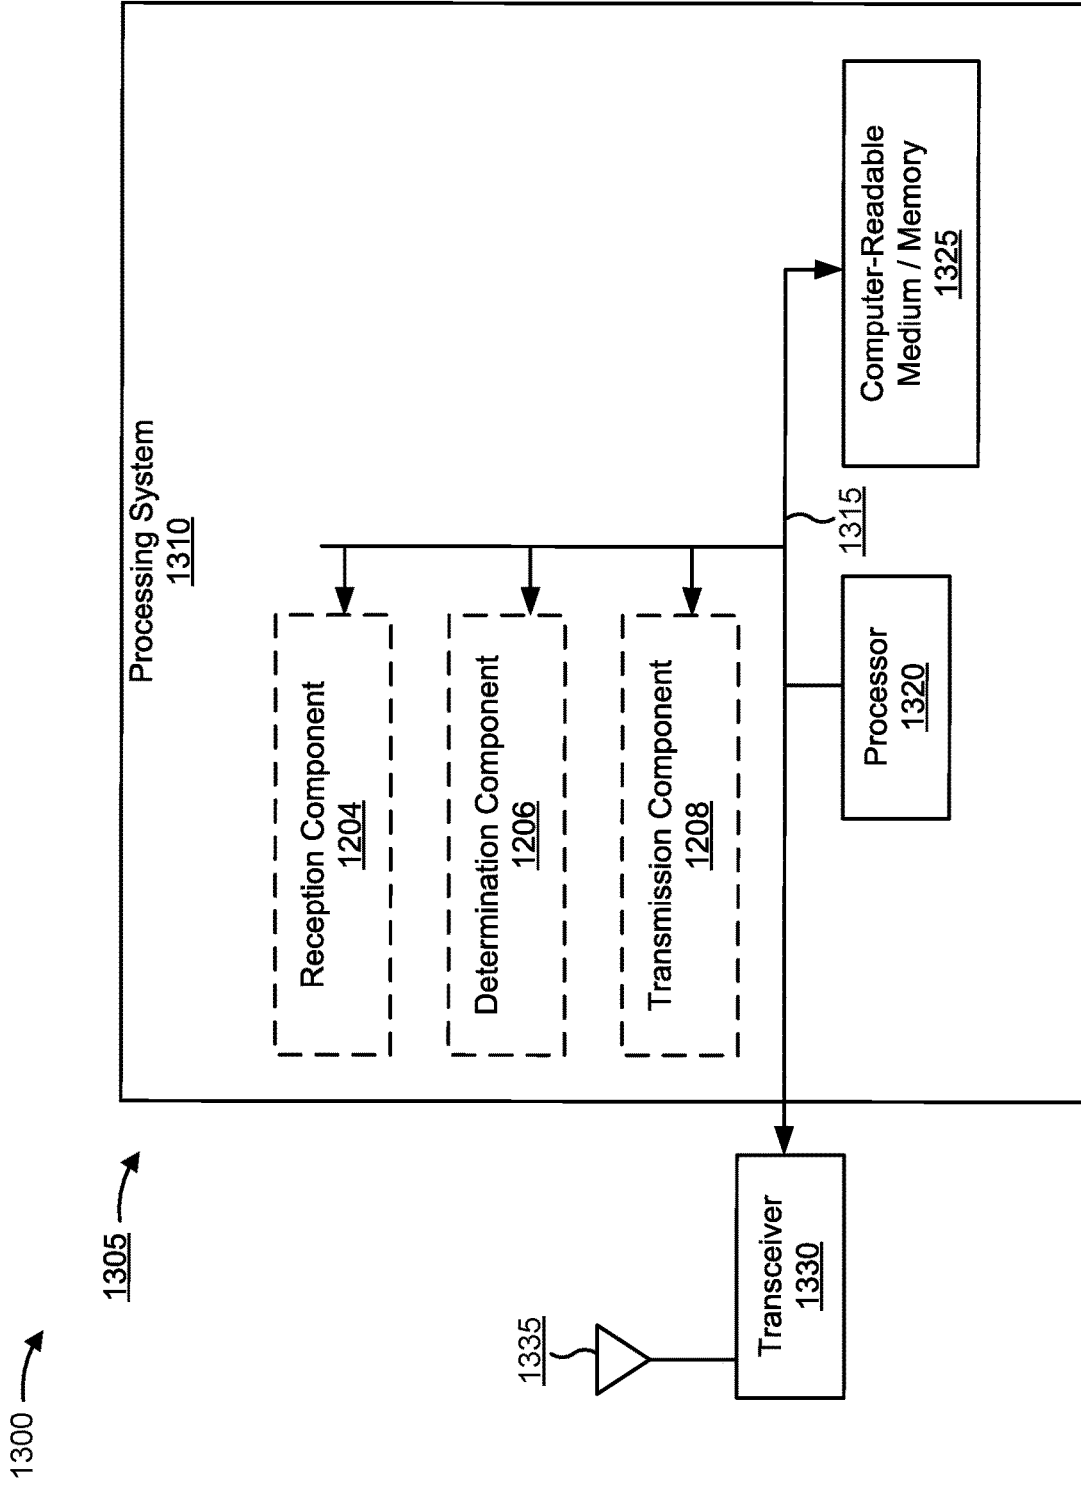 1300
1305
Processing System
1310
Reception Component
1204
Determination Component
1206
Transmission Component
1208
1335
Transceiver
1330
Processor
1320
1315
Computer-Readable
Medium / Memory
1325